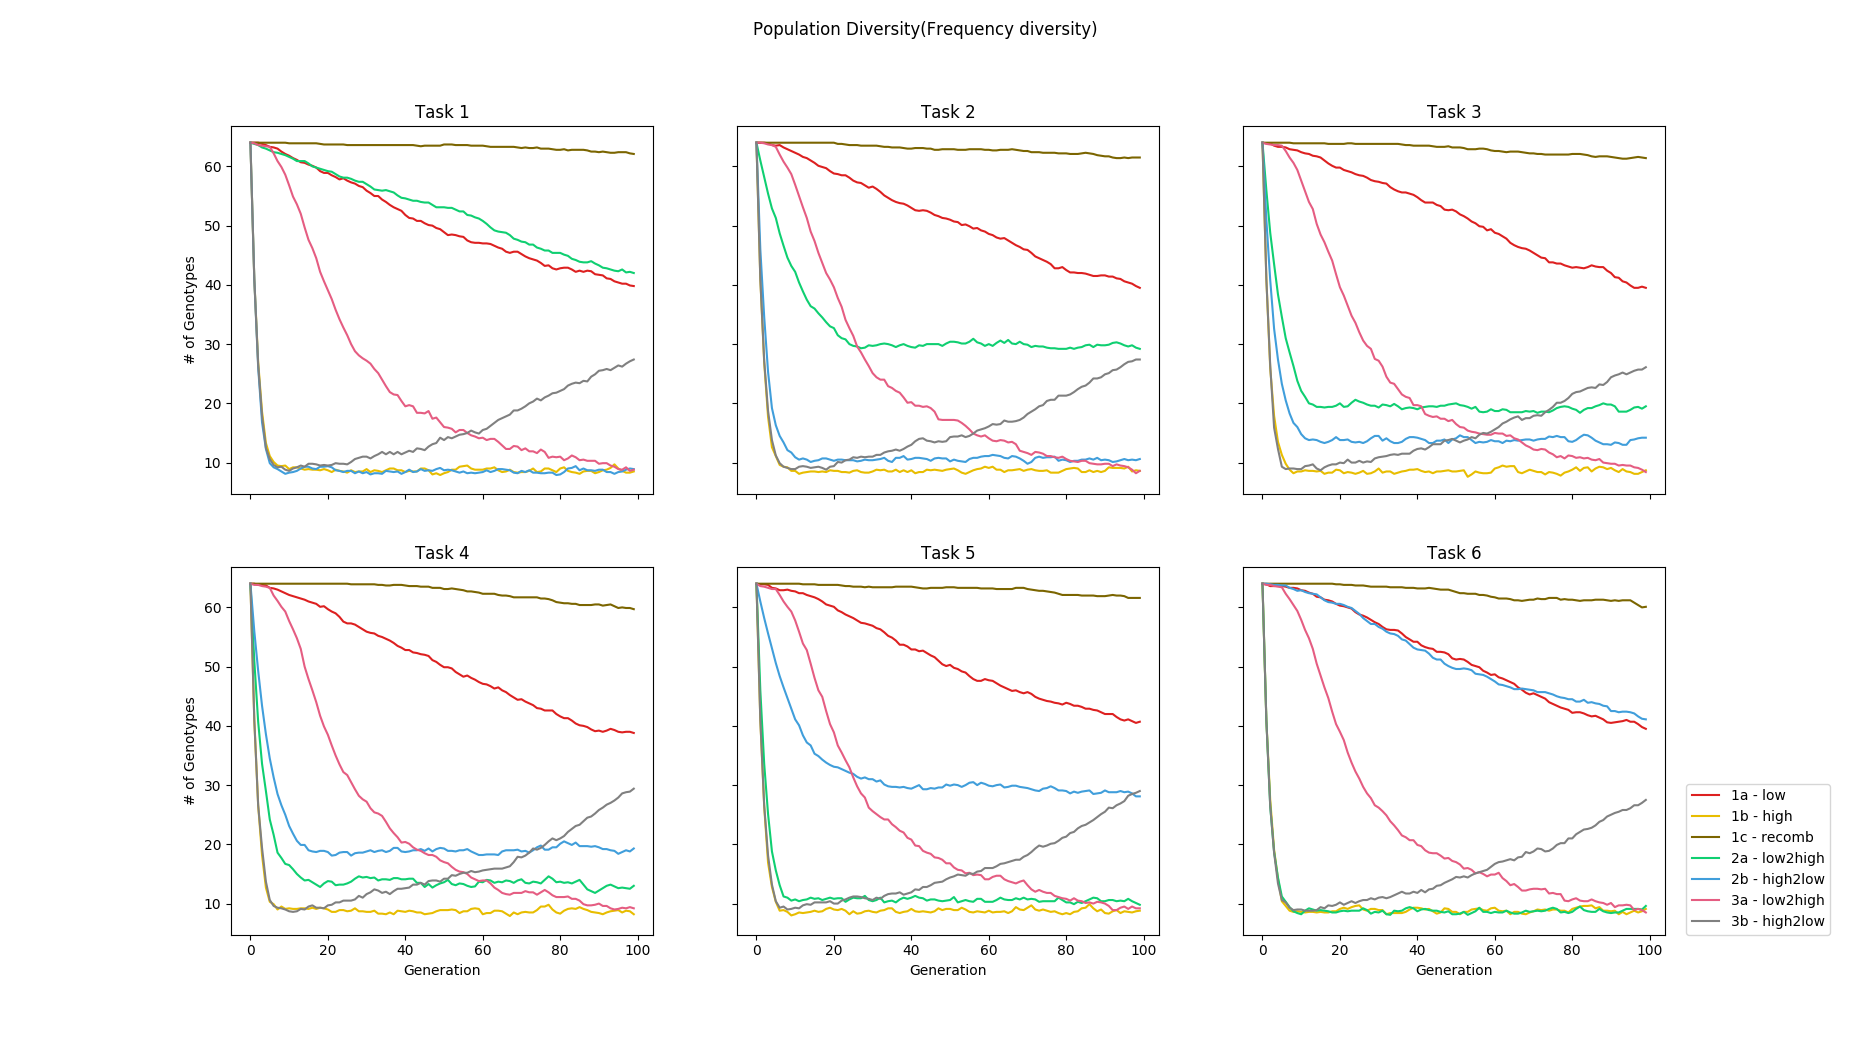 Population Diversity(Frequency diversity)
Task 1
Task 2
Task 3
# of Genotypes
60
50
40
30
20
10
Task 4
Task 5
Task 6
# of Genotypes
60
50
40
30
20
10
0 20 40 60 80 100
0 20 40 60 80 100
0 20 40 60 80 100
Generation
Generation
Generation
1a - low
1b - high
1c - recomb
2a - low2high
2b - high2low
3a - low2high
3b - high2low